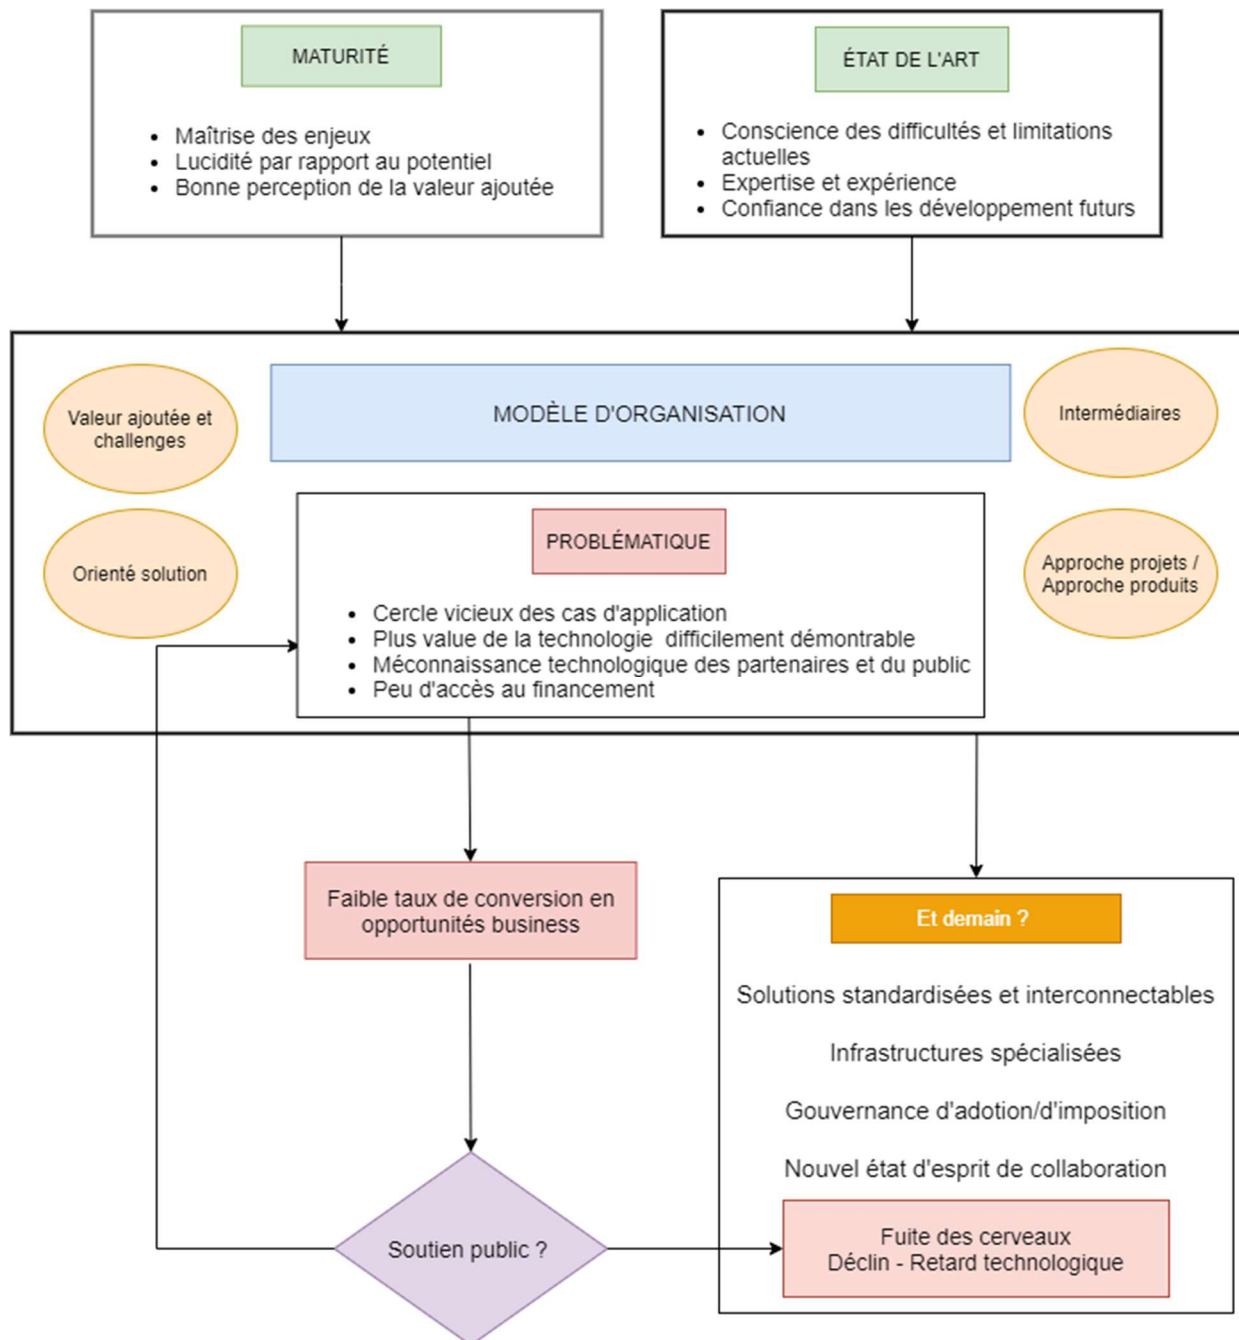 MATURITÉ
• Maîtrise des enjeux
• Lucidité par rapport au potentiel
• Bonne perception de la valeur ajoutée
ÉTAT DE L'ART
• Conscience des difficultés et limitations
actuelles
• Expertise et expérience
• Confiance dans les développement futurs
Valeur ajoutée et
challenges
MODÈLE D'ORGANISATION
Intermédiaires
Orienté solution
PROBLÉMATIQUE
• Cercle vicieux des cas d'application
• Plus value de la technologie difficilement démontrable
• Méconnaissance technologique des partenaires et du public
• Peu d'accès au financement
Approche projets /
Approche produits
Faible taux de conversion en
opportunités business
Et demain ?
Solutions standardisées et interconnectables
Infrastructures spécialisées
Gouvernance d'adotion/d'imposition
Nouvel état d'esprit de collaboration
Soutien public ?
Fuite des cerveaux
Déclin - Retard technologique